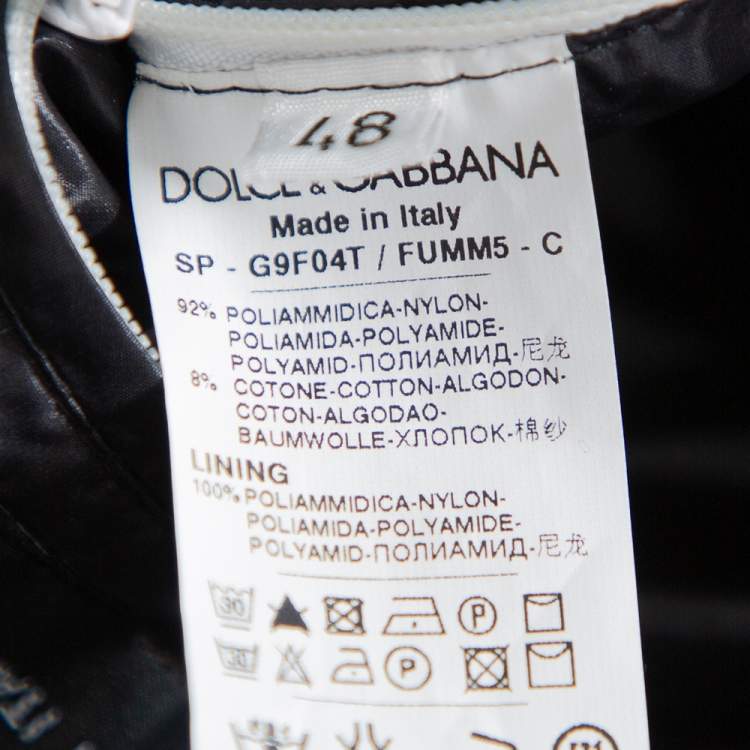 48
DOLCE & GABBANA
Made in Italy
SP - G9F04T / FUMM5 - C
92% POLIAMMIDICA-NYLON-
POLIAMIDA-POLYAMIDE-
POLYAMID-ПОЛИАМИД-尼龙
8% COTONE-COTTON-ALGODON-
COTON-ALGODAO-
BAUMWOLLE-ХЛОПОК-棉纱
LINING
100% POLIAMMIDICA-NYLON-
POLIAMIDA-POLYAMIDE-
POLYAMID-ПОЛИАМИД-尼龙
30 P
30 P